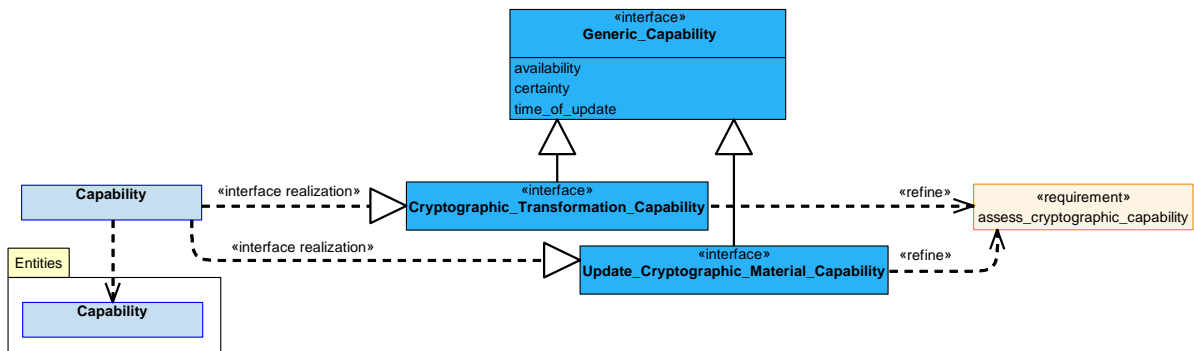 «interface»
Generic_Capability
availability
certainty
time_of_update
Capability
«interface realization»
«interface»
Cryptographic_Transformation_Capability
«refine»
«requirement»
assess_cryptographic_capability
«interface realization»
«interface»
Update_Cryptographic_Material_Capability
«refine»
Entities
Capability